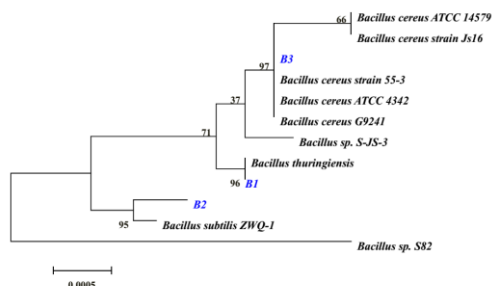 66
Bacillus cereus ATCC 14579
Bacillus cereus strain Js16
97
B3
Bacillus cereus strain 55-3
37
Bacillus cereus ATCC 4342
Bacillus cereus G9241
71
Bacillus sp. S-JS-3
Bacillus thuringiensis
96 B1
B2
95
Bacillus subtilis ZWQ-1
Bacillus sp. S82
0.0005